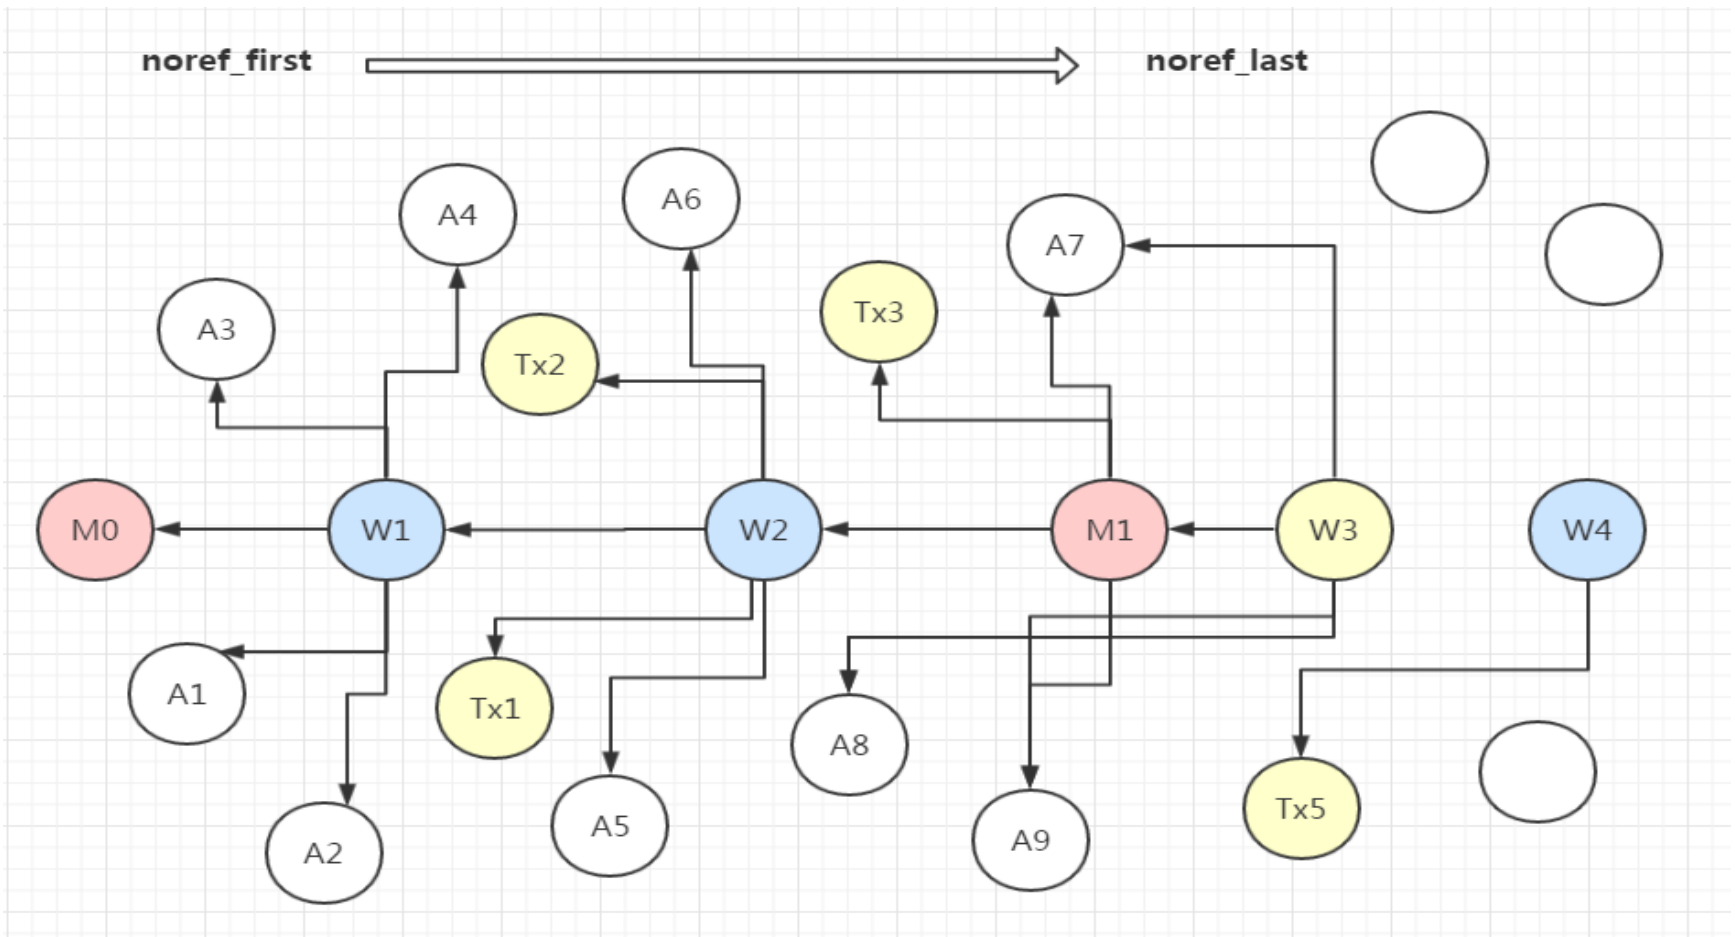 noref_first
noref_last
A4
A6
A7
A3
Tx2
Tx3
M0
W1
W2
M1
W3
W4
A1
Tx1
A8
A2
A5
A9
Tx5